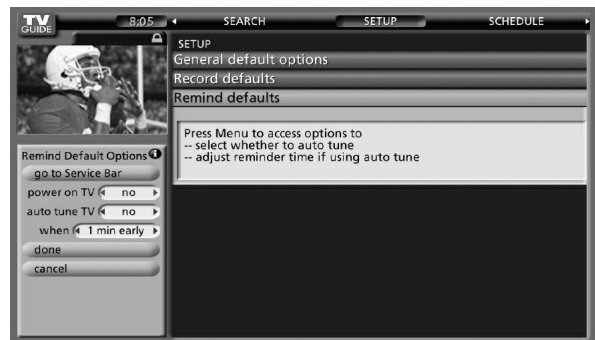 TV
GUIDE
8:05
SEARCH SETUP SCHEDULE
SETUP
General default options
Record defaults
Remind defaults
Press Menu to access options to
-- select whether to auto tune
-- adjust reminder time if using auto tune
Remind Default Options
go to Service Bar
power on TV no
auto tune TV no
when 1 min early
done
cancel